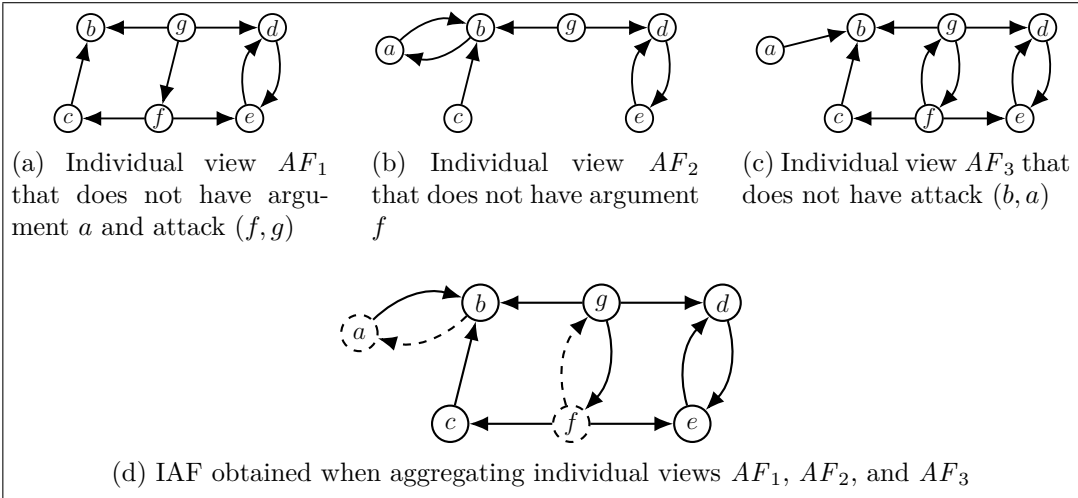 b g d
c f e
a b g d
c e
a b g d
c f e
(a) Individual view AF1
that does not have argu-
ment a and attack (f, g)
(b) Individual view AF2
that does not have argument
f
(c) Individual view AF3 that
does not have attack (b, a)
a b g d
c f e
(d) IAF obtained when aggregating individual views AF1, AF2, and AF3